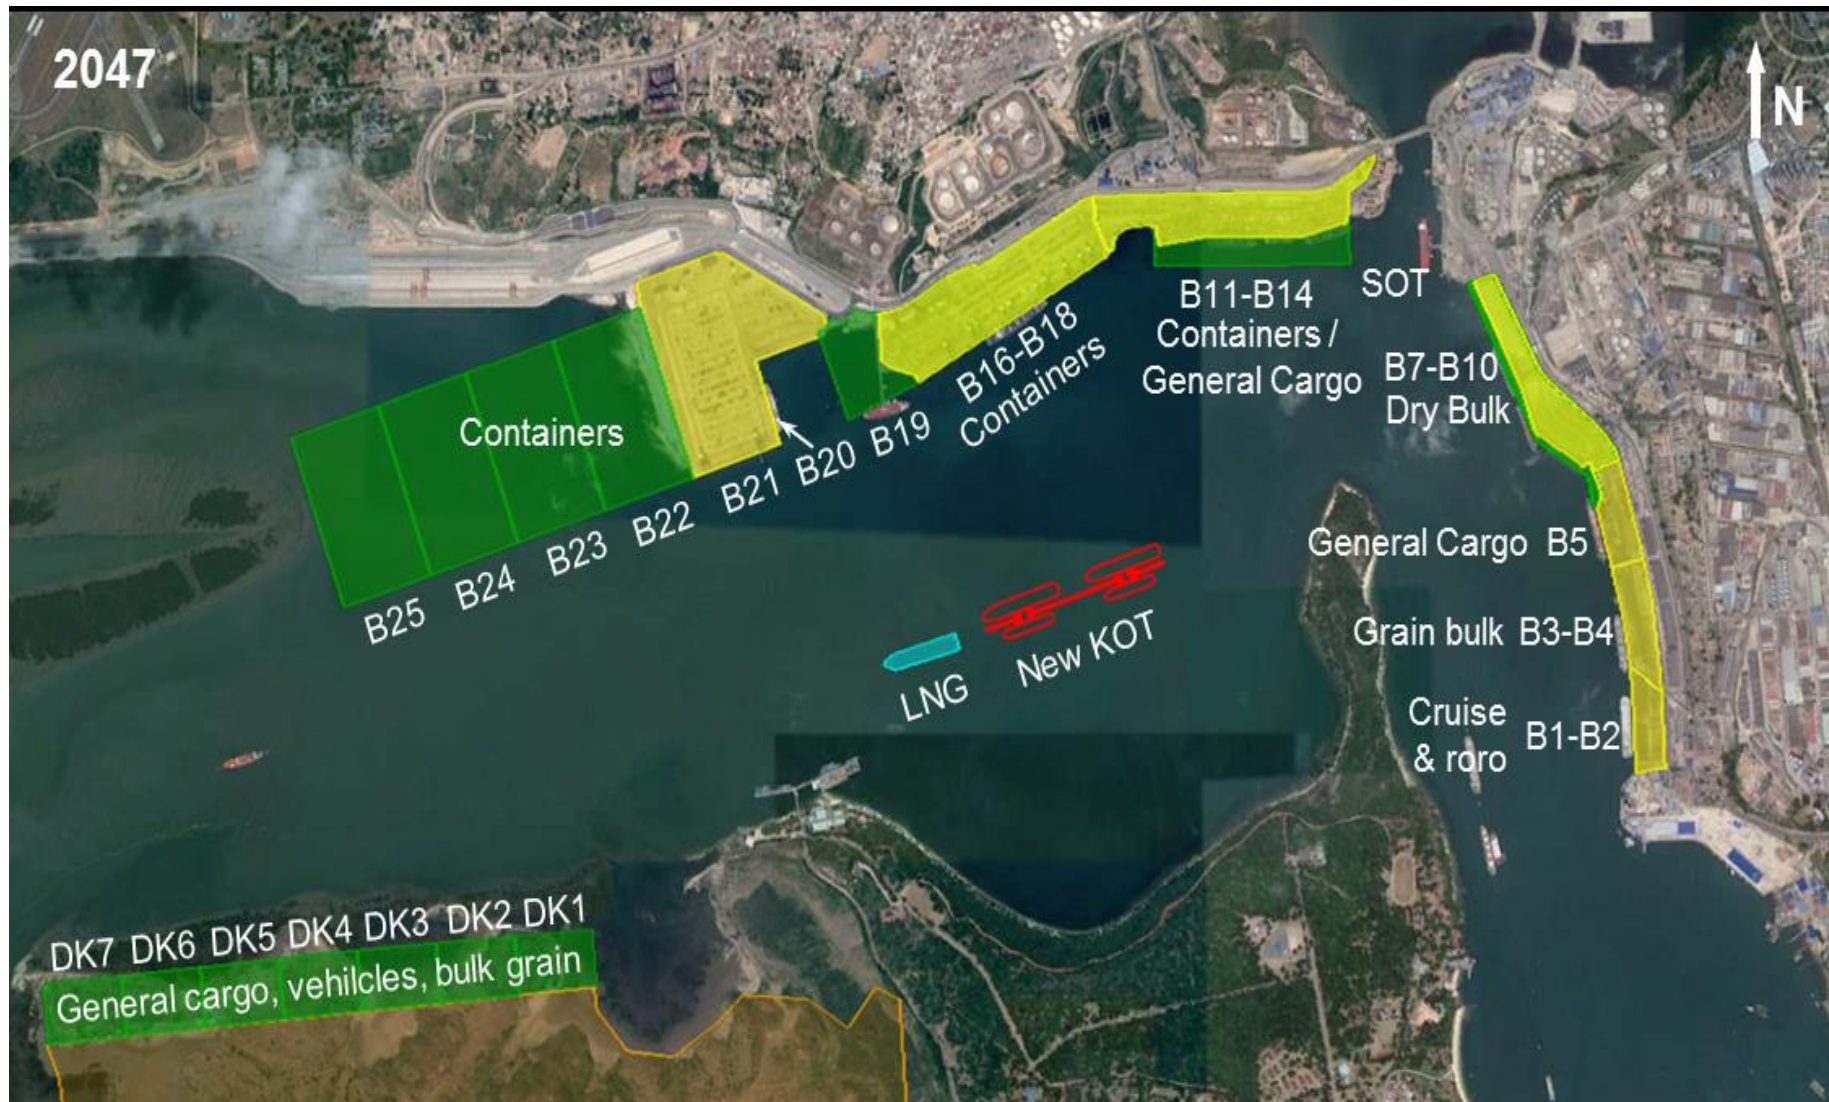 2047
N
SOT
B11-B14
Containers /
General Cargo
B16-B18
Containers
B7-B10
Dry Bulk
Containers
B19
B20
B21
B22
B23
B24
B25
General Cargo B5
Grain bulk B3-B4
Cruise
& roro
B1-B2
New KOT
LNG
DK7 DK6 DK5 DK4 DK3 DK2 DK1
General cargo, vehilcles, bulk grain